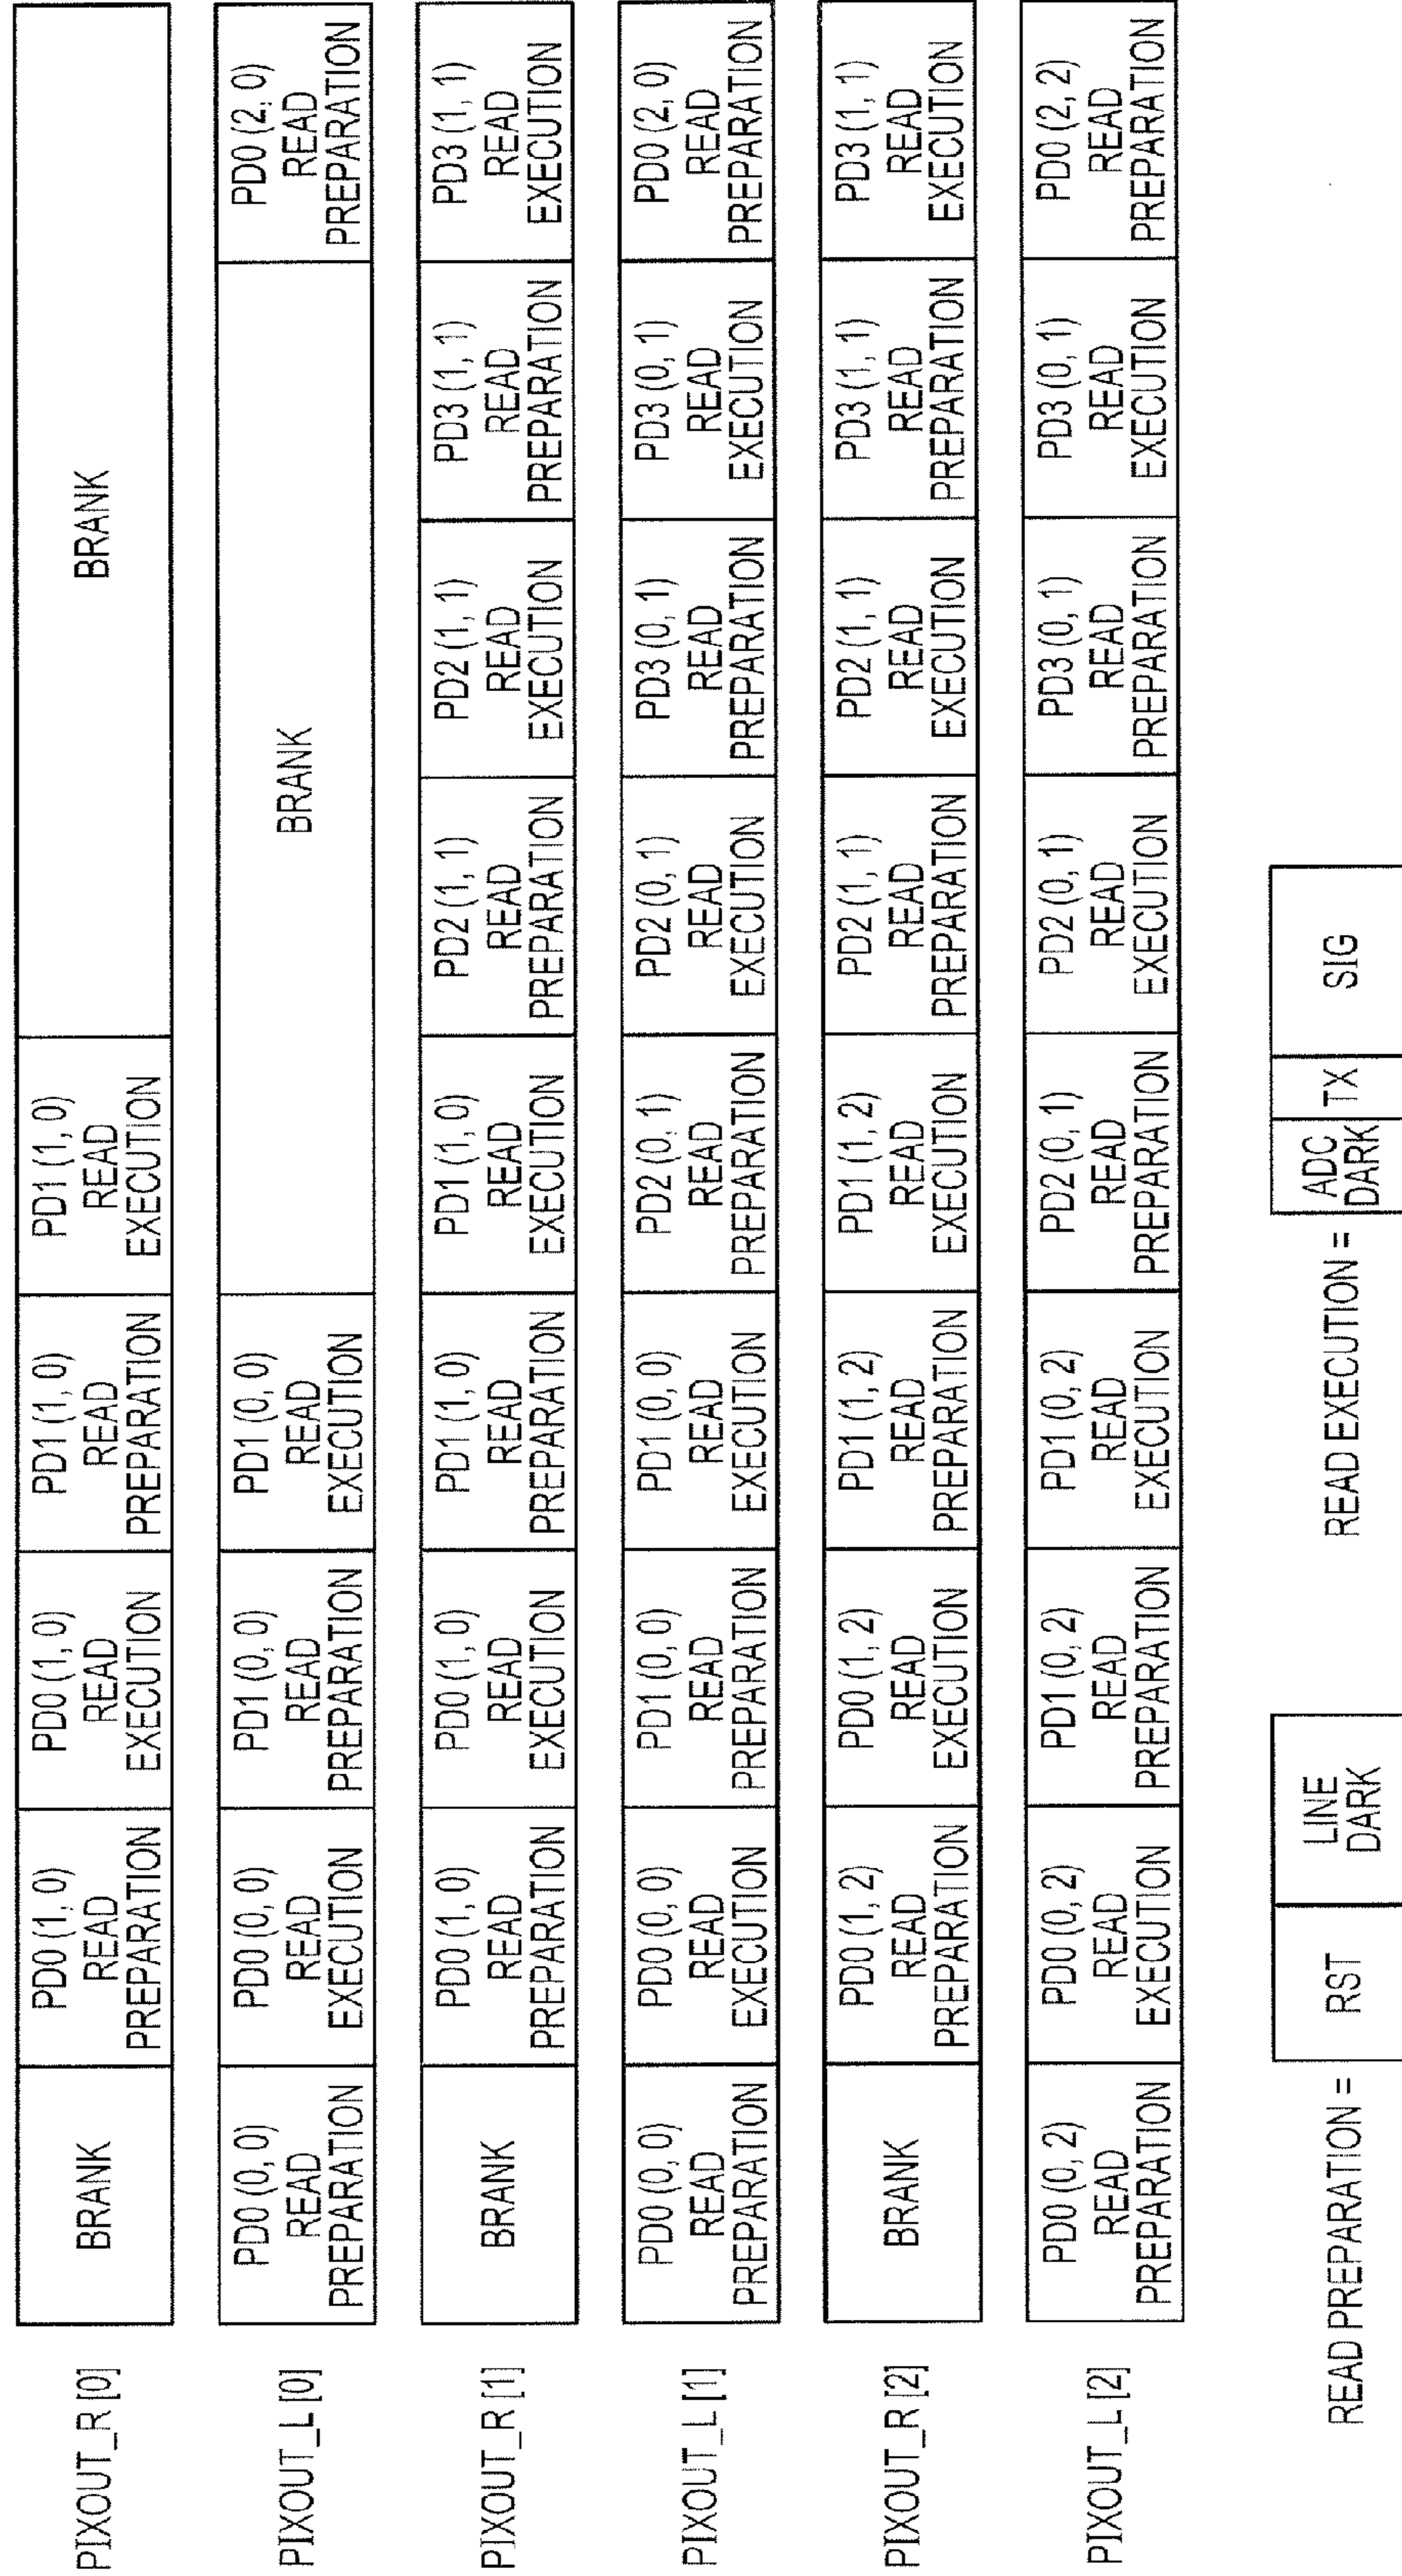 PIXOUT_R [0]
BRANK
PD0 (1, 0)
READ
PREPARATION
PD0 (1, 0)
READ
EXECUTION
PD1 (1, 0)
READ
PREPARATION
PD1 (1, 0)
READ
EXECUTION
BRANK
PIXOUT_L [0]
PD0 (0, 0)
READ
PREPARATION
PD0 (0, 0)
READ
EXECUTION
PD1 (0, 0)
READ
PREPARATION
PD1 (0, 0)
READ
EXECUTION
BRANK
PD0 (2, 0)
READ
PREPARATION
PIXOUT_R [1]
BRANK
PD0 (1, 0)
READ
PREPARATION
PD0 (1, 0)
READ
EXECUTION
PD1 (1, 0)
READ
PREPARATION
PD1 (1, 0)
READ
EXECUTION
PD2 (1, 1)
READ
PREPARATION
PD2 (1, 1)
READ
EXECUTION
PD3 (1, 1)
READ
PREPARATION
PD3 (1, 1)
READ
EXECUTION
PIXOUT_L [1]
PD0 (0, 0)
READ
PREPARATION
PD0 (0, 0)
READ
EXECUTION
PD1 (0, 0)
READ
PREPARATION
PD1 (0, 0)
READ
EXECUTION
PD2 (0, 1)
READ
PREPARATION
PD2 (0, 1)
READ
EXECUTION
PD3 (0, 1)
READ
PREPARATION
PD3 (0, 1)
READ
EXECUTION
PD0 (2, 0)
READ
PREPARATION
PIXOUT_R [2]
BRANK
PD0 (1, 2)
READ
PREPARATION
PD0 (1, 2)
READ
EXECUTION
PD1 (1, 2)
READ
PREPARATION
PD1 (1, 2)
READ
EXECUTION
PD2 (1, 1)
READ
PREPARATION
PD2 (1, 1)
READ
EXECUTION
PD3 (1, 1)
READ
PREPARATION
PD3 (1, 1)
READ
EXECUTION
PIXOUT_L [2]
PD0 (0, 2)
READ
PREPARATION
PD0 (0, 2)
READ
EXECUTION
PD1 (0, 2)
READ
PREPARATION
PD1 (0, 2)
READ
EXECUTION
PD2 (0, 1)
READ
PREPARATION
PD2 (0, 1)
READ
EXECUTION
PD3 (0, 1)
READ
PREPARATION
PD3 (0, 1)
READ
EXECUTION
PD0 (2, 2)
READ
PREPARATION
READ PREPARATION =
RST
LINE
DARK
READ EXECUTION =
ADC
DARK
TX
SIG